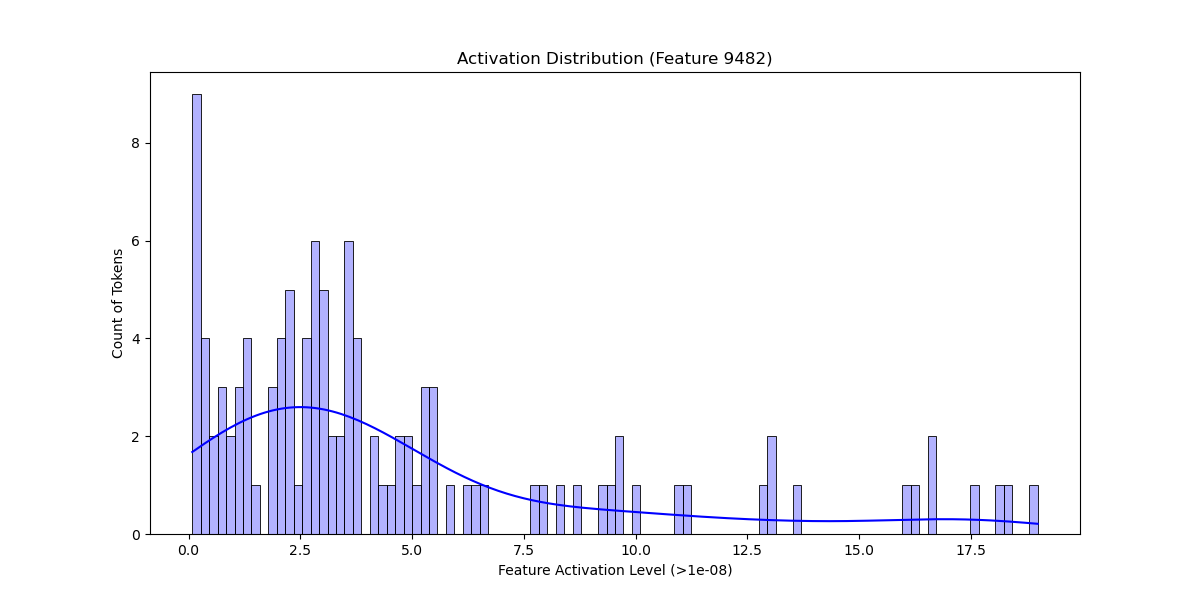 Activation Distribution (Feature 9482)
Count of Tokens
8
6
4
2
0
0.0 2.5 5.0 7.5 10.0 12.5 15.0 17.5
Feature Activation Level (>1e-08)